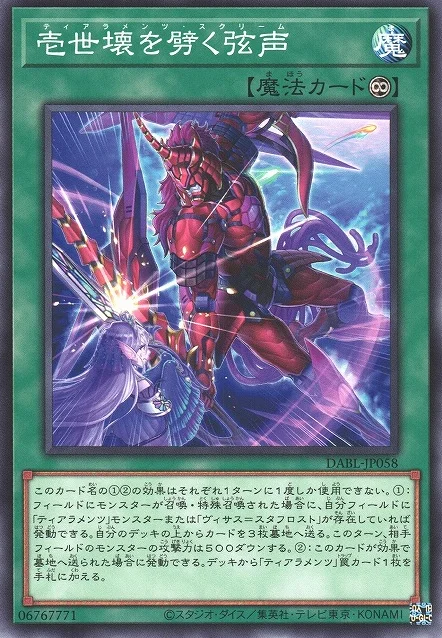 ティアラメンツ・スクリーム
壱世壊を劈く弦声
魔
まほう
【魔法カード】
DABL-JP058
このカード名の①②の効果はそれぞれ1ターンに1度しか使用できない。①:
フィールドにモンスターが召喚・特殊召喚された場合に、自分フィールドに
「ティアラメンツ」モンスターまたは「ヴィサス=スタフロスト」が存在していれば
発動できる。自分のデッキの上からカードを3枚墓地へ送る。このターン、相手
フィールドのモンスターの攻撃力は500ダウンする。②:このカードが効果で
墓地へ送られた場合に発動できる。デッキから「ティアラメンツ」罠カード1枚を
手札に加える。
06767771
©スタジオ・ダイス/集英社・テレビ東京・KONAMI